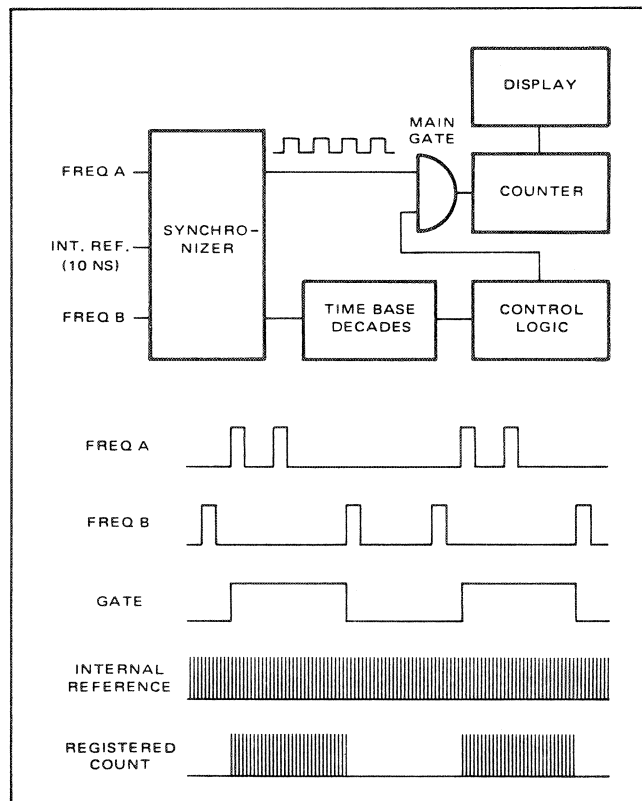 DISPLAY
MAIN
GATE
FREQ A
COUNTER
SYNCHRO-
NIZER
INT. REF.
(10 NS)
FREQ B
TIME BASE
DECADES
CONTROL
LOGIC
FREQ A
FREQ B
GATE
INTERNAL
REFERENCE
REGISTERED
COUNT